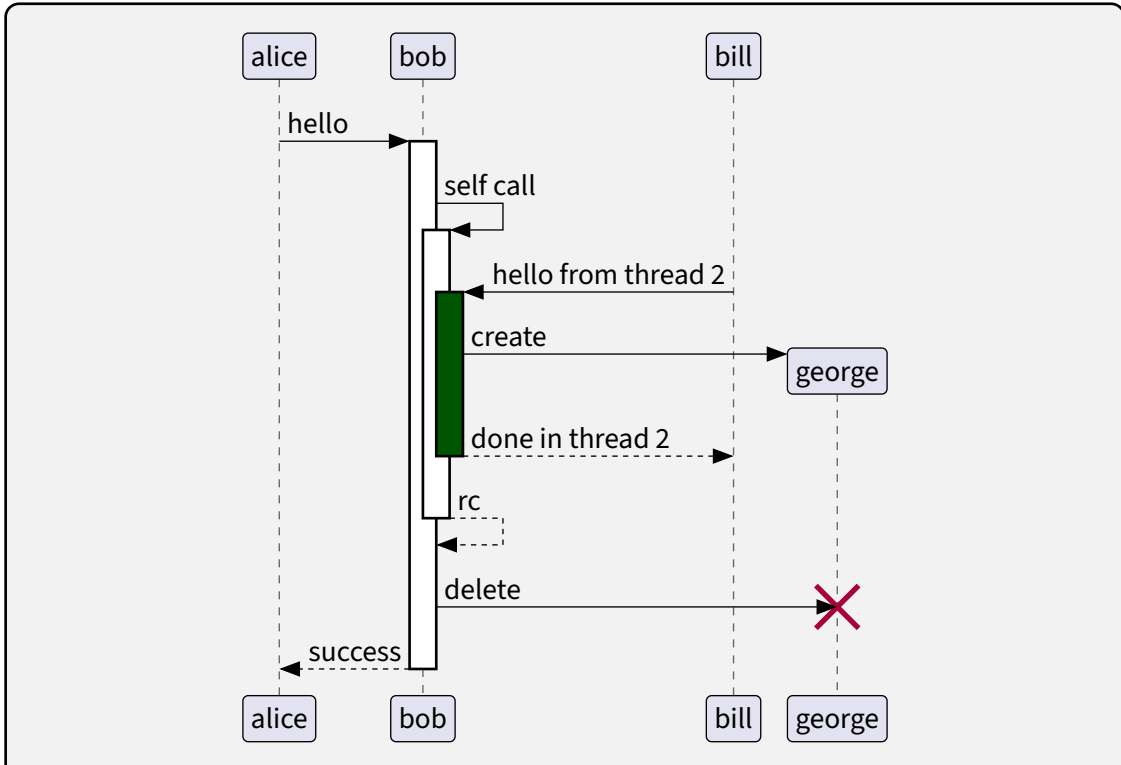 alice
bob
bill
hello
self call
hello from thread 2
create
george
done in thread 2
rc
delete
success
alice
bob
bill
george